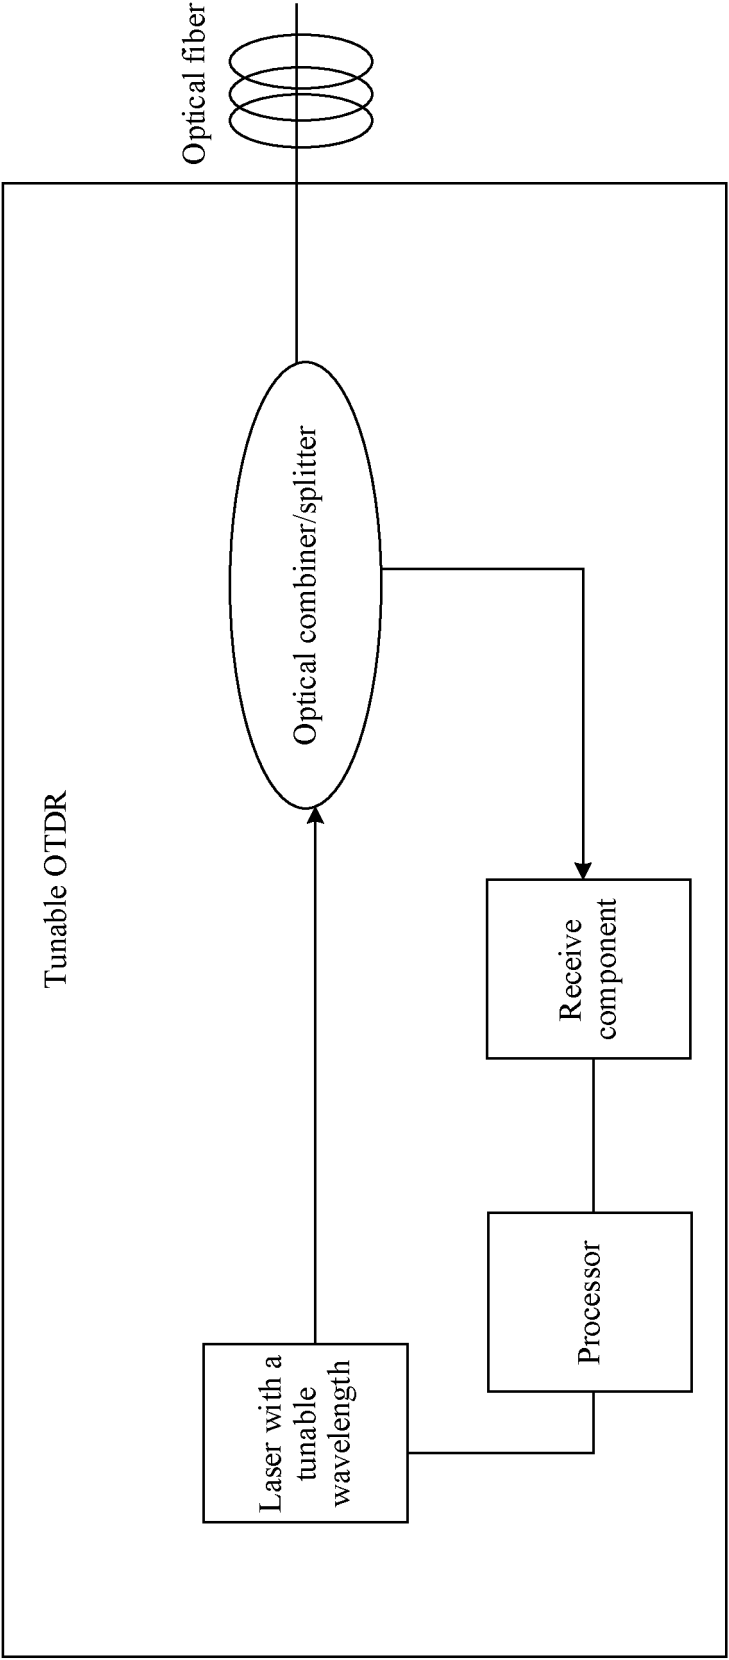 Tunable OTDR
Laser with a
tunable
wavelength
Optical combiner/splitter
Optical fiber
Processor
Receive
component